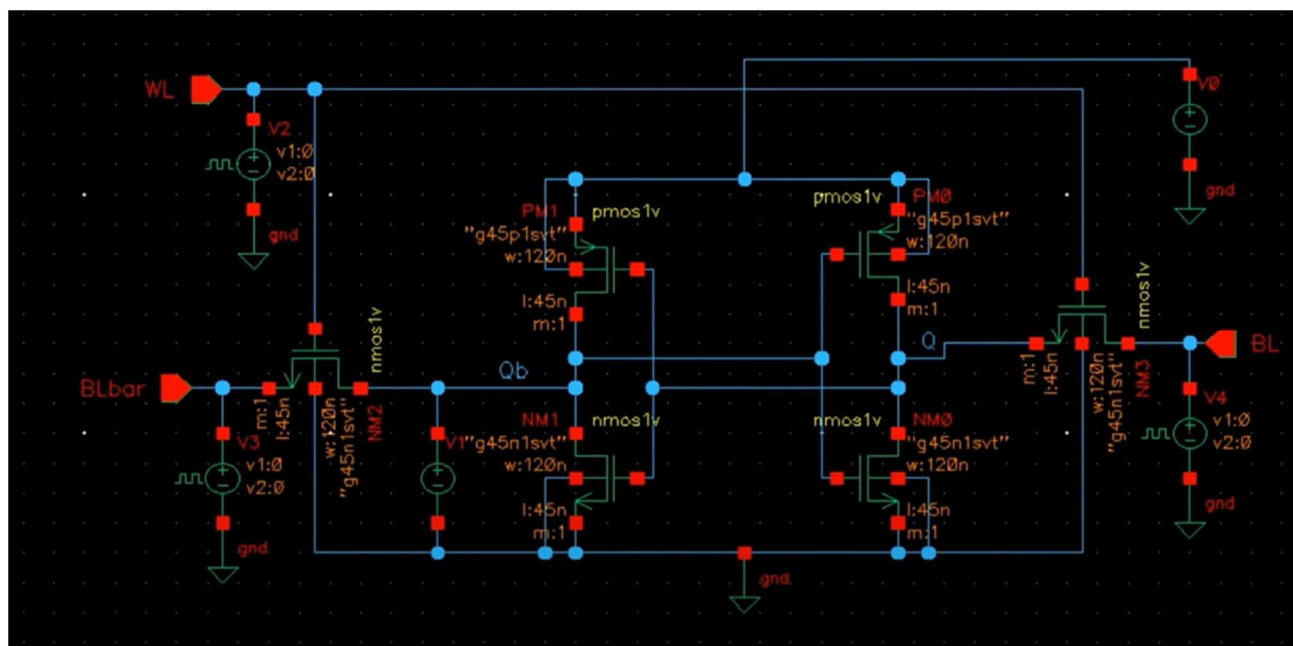 WL
V2
v1:0
v2:0
gnd
V0
gnd
PM1
pmos1v
"g45p1svt"
w:120n
l:45n
m:1
pmos1v
PM0
"g45p1svt"
w:120n
l:45n
m:1
nmos1v
BLbar
m:1
l:45n
w:120n
"g45n1svt"
NM2
V3
v1:0
v2:0
gnd
Qb
V1
NM1
nmos1v
"g45n1svt"
w:120n
l:45n
m:1
Q
nmos1v
NM0
"g45n1svt"
w:120n
l:45n
m:1
nmos1v
m:1
l:45n
w:120n
"g45n1svt"
NM3
BL
V4
v1:0
v2:0
gnd
gnd